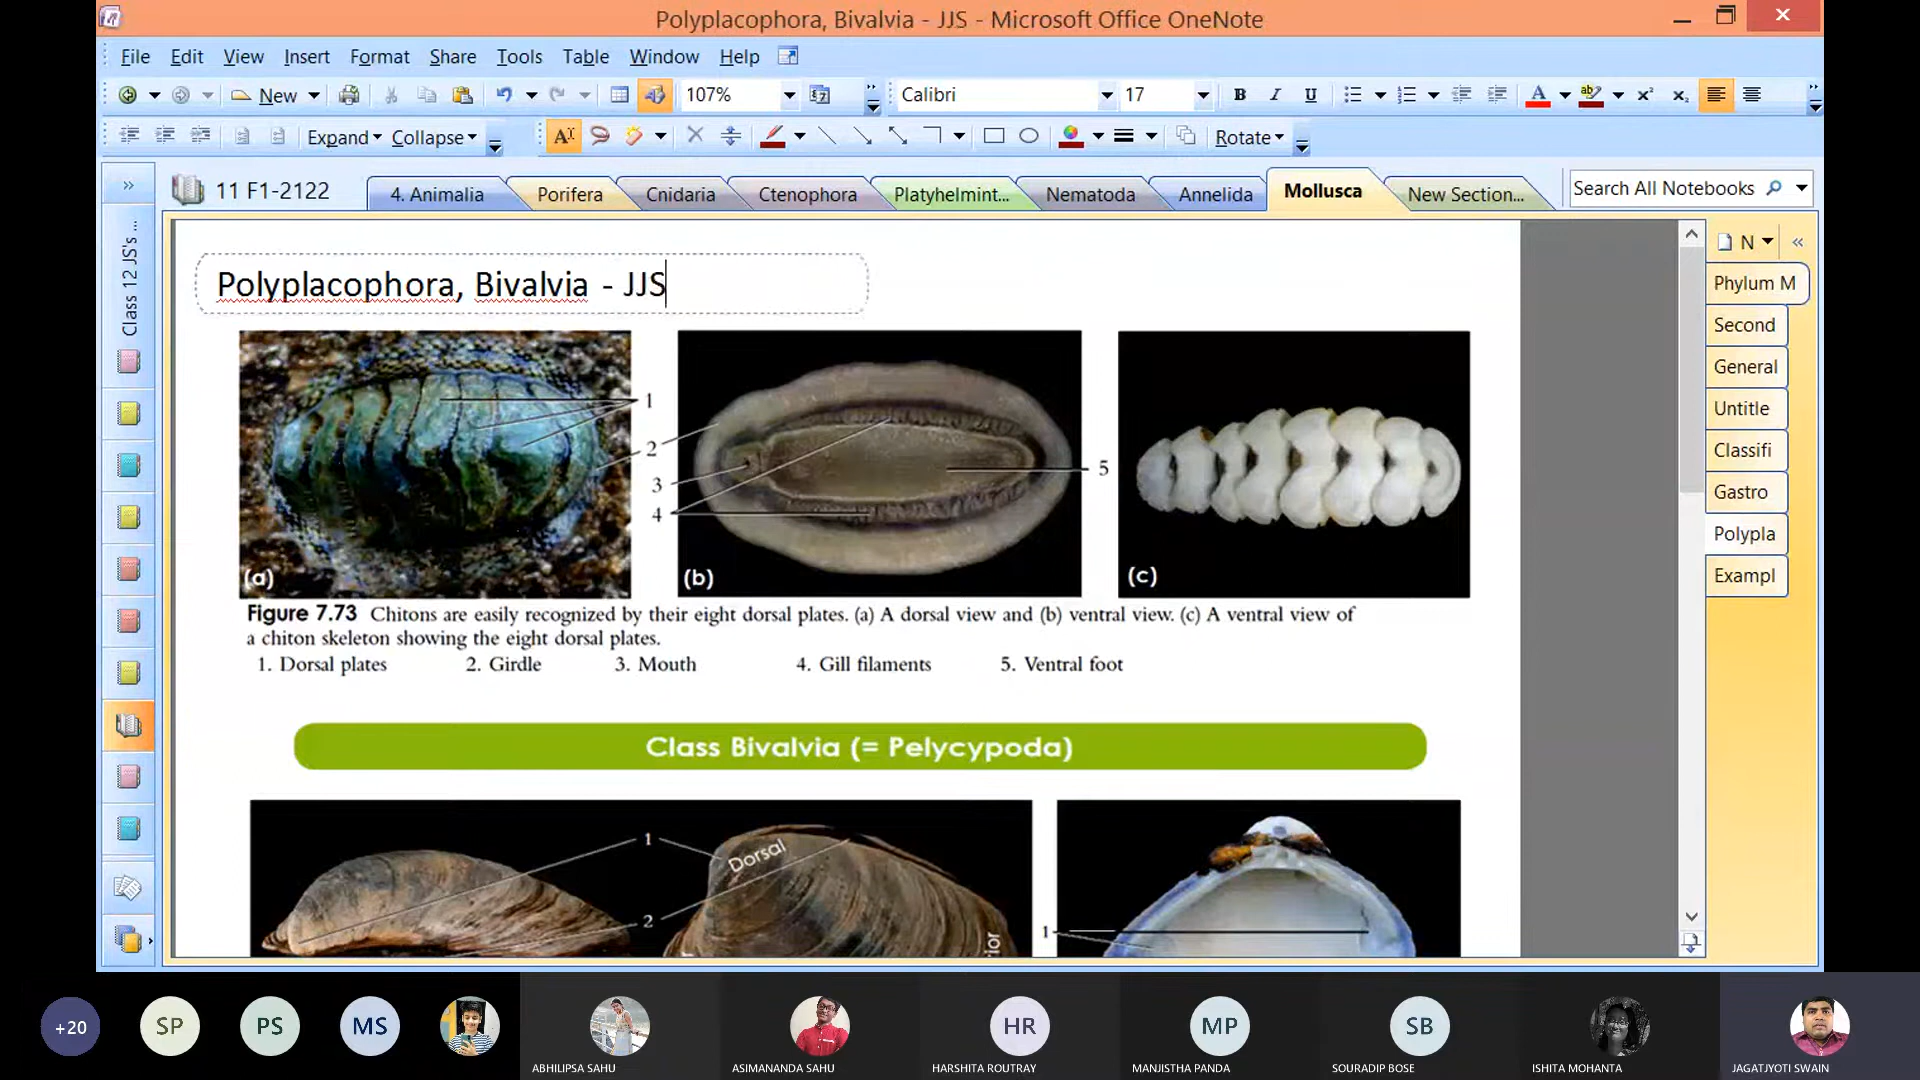 Polyplacophora, Bivalvia - JJS - Microsoft Office OneNote
File Edit View Insert Format Share Tools Table Window Help
New 107% Calibri 17 B I U A ab x² x₂
Expand Collapse A Rotate
11 F1-2122 4. Animalia Porifera Cnidaria Ctenophora Platyhelmint... Nematoda Annelida Mollusca New Section... Search All Notebooks
Class 12 JS's ...
N
Phylum M
Second
General
Untitle
Classifi
Gastro
Polypla
Exampl
Polyplacophora, Bivalvia - JJS
1
2
3
4
5
(a) (b) (c)
Figure 7.73 Chitons are easily recognized by their eight dorsal plates. (a) A dorsal view and (b) ventral view. (c) A ventral view of
a chiton skeleton showing the eight dorsal plates.
1. Dorsal plates 2. Girdle 3. Mouth 4. Gill filaments 5. Ventral foot
Class Bivalvia (= Pelycypoda)
1
Dorsal
2
1
+20 SP PS MS HR MP SB
ABHILIPSA SAHU ASIMANANDA SAHU HARSHITA ROUTRAY MANJISTHA PANDA SOURADIP BOSE ISHITA MOHANTA JAGATJYOTI SWAIN